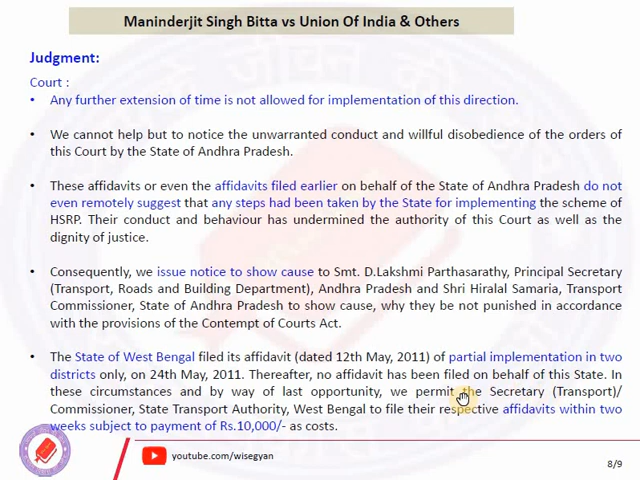 Maninderjit Singh Bitta vs Union Of India & Others
Judgment:
Court :
• Any further extension of time is not allowed for implementation of this direction.
• We cannot help but to notice the unwarranted conduct and willful disobedience of the orders of
this Court by the State of Andhra Pradesh.
• These affidavits or even the affidavits filed earlier on behalf of the State of Andhra Pradesh do not
even remotely suggest that any steps had been taken by the State for implementing the scheme of
HSRP. Their conduct and behaviour has undermined the authority of this Court as well as the
dignity of justice.
• Consequently, we issue notice to show cause to Smt. D.Lakshmi Parthasarathy, Principal Secretary
(Transport, Roads and Building Department), Andhra Pradesh and Shri Hiralal Samaria, Transport
Commissioner, State of Andhra Pradesh to show cause, why they be not punished in accordance
with the provisions of the Contempt of Courts Act.
• The State of West Bengal filed its affidavit (dated 12th May, 2011) of partial implementation in two
districts only, on 24th May, 2011. Thereafter, no affidavit has been filed on behalf of this State. In
these circumstances and by way of last opportunity, we permit the Secretary (Transport)/
Commissioner, State Transport Authority, West Bengal to file their respective affidavits within two
weeks subject to payment of Rs.10,000/- as costs.
youtube.com/wisegyan
8/9